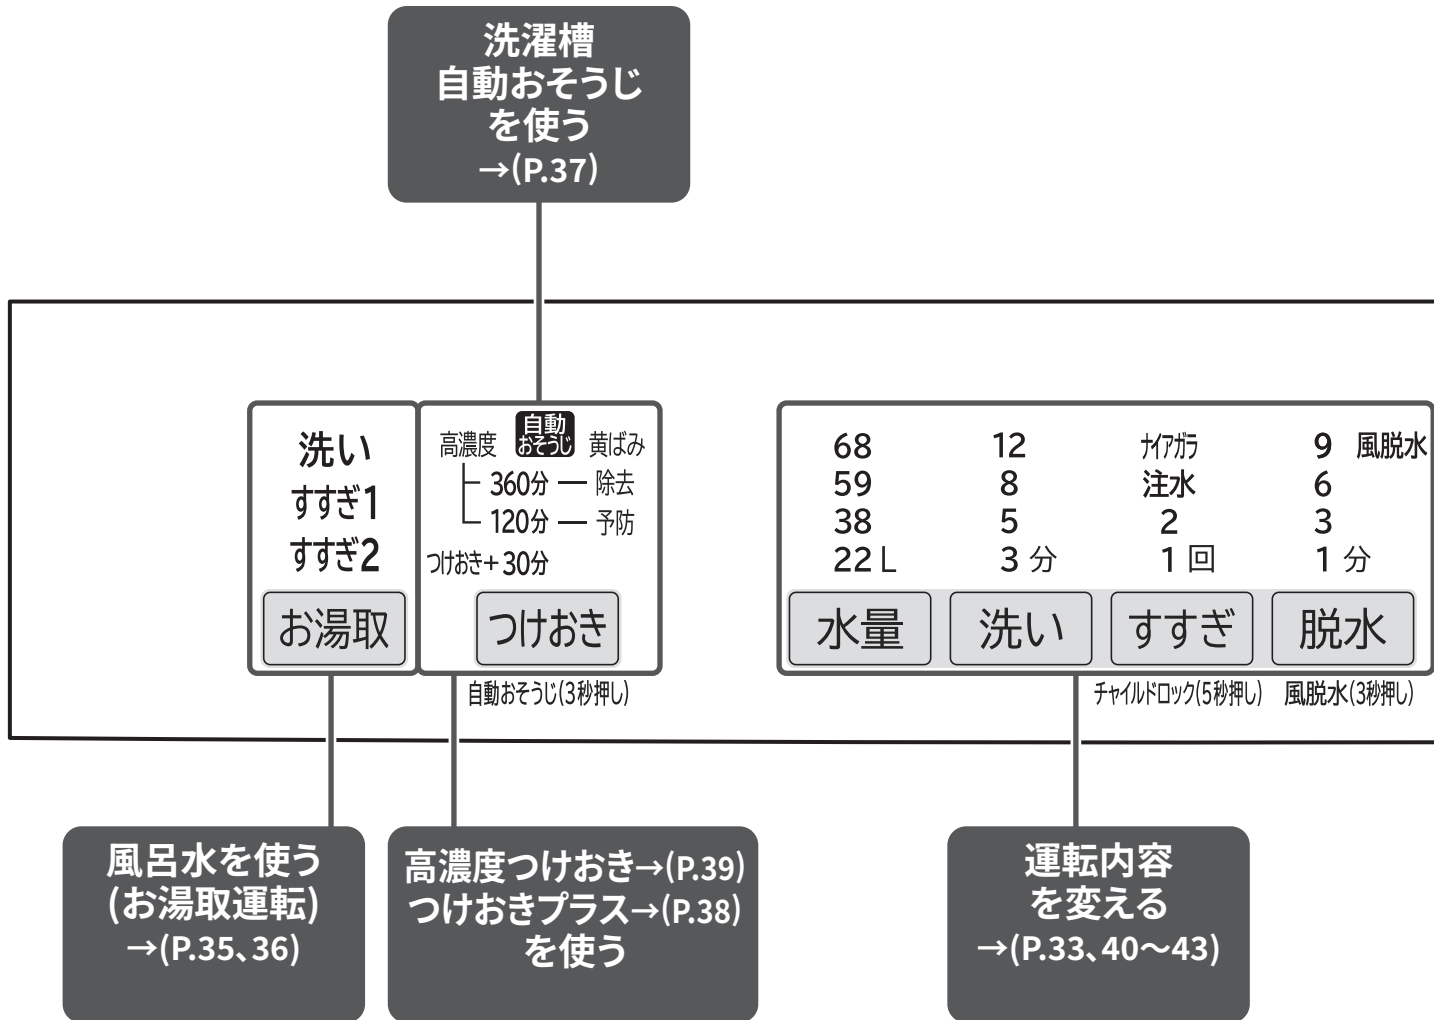 洗濯槽
自動おそうじ
を使う
→(P.37)
洗い
すすぎ1
すすぎ2
お湯取
自動
おそうじ
高濃度 黄ばみ
360分 — 除去
120分 — 予防
つけおき+30分
つけおき
自動おそうじ(3秒押し)
68 12 ナイアガラ 9 風脱水
59 8 注水 6
38 5 2 3
22 L 3 分 1 回 1 分
水量 洗い すすぎ 脱水
チャイルドロック(5秒押し) 風脱水(3秒押し)
風呂水を使う
(お湯取運転)
→(P.35、36)
高濃度つけおき→(P.39)
つけおきプラス→(P.38)
を使う
運転内容
を変える
→(P.33、40〜43)